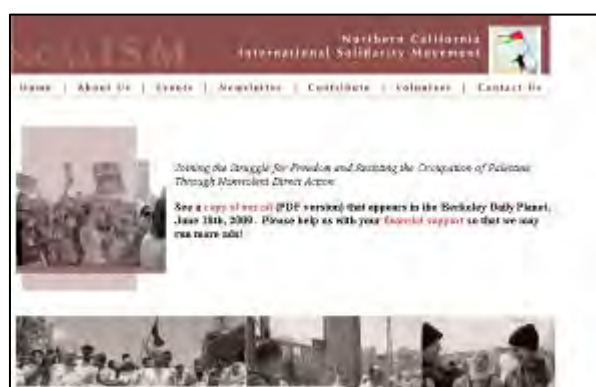 NorCalISM
Northern California
International Solidarity Movement
Home | About Us | Events | Newsletter | Contribute | Volunteer | Contact Us
Joining the Struggle for Freedom and Resisting the Occupation of Palestine
Through Nonviolent Direct Action
See a copy of our ad (PDF version) that appears in the Berkeley Daily Planet,
June 18th, 2009. Please help us with your financial support so that we may
run more ads!